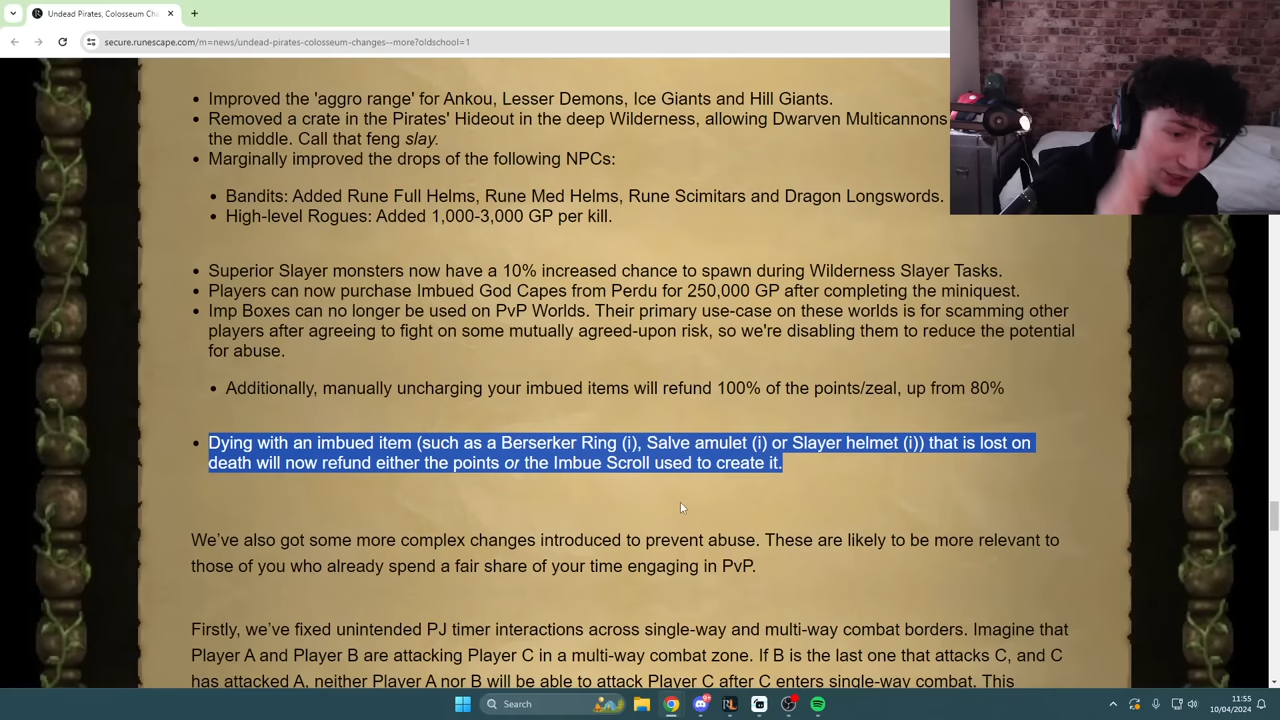 Undead Pirates, Colosseum Cha
secure.runescape.com/m=news/undead-pirates-colosseum-changes--more?oldschool=1
Improved the 'aggro range' for Ankou, Lesser Demons, Ice Giants and Hill Giants.
Removed a crate in the Pirates' Hideout in the deep Wilderness, allowing Dwarven Multicannons
the middle. Call that feng slay.
Marginally improved the drops of the following NPCs:
Bandits: Added Rune Full Helms, Rune Med Helms, Rune Scimitars and Dragon Longswords.
High-level Rogues: Added 1,000-3,000 GP per kill.
Superior Slayer monsters now have a 10% increased chance to spawn during Wilderness Slayer Tasks.
Players can now purchase Imbued God Capes from Perdu for 250,000 GP after completing the miniquest.
Imp Boxes can no longer be used on PvP Worlds. Their primary use-case on these worlds is for scamming other
players after agreeing to fight on some mutually agreed-upon risk, so we're disabling them to reduce the potential
for abuse.
Additionally, manually uncharging your imbued items will refund 100% of the points/zeal, up from 80%
Dying with an imbued item (such as a Berserker Ring (i), Salve amulet (i) or Slayer helmet (i)) that is lost on
death will now refund either the points or the Imbue Scroll used to create it.
We've also got some more complex changes introduced to prevent abuse. These are likely to be more relevant to
those of you who already spend a fair share of your time engaging in PvP.
Firstly, we've fixed unintended PJ timer interactions across single-way and multi-way combat borders. Imagine that
Player A and Player B are attacking Player C in a multi-way combat zone. If B is the last one that attacks C, and C
has attacked A, neither Player A nor B will be able to attack Player C after C enters single-way combat. This
Search
11:55
10/04/2024